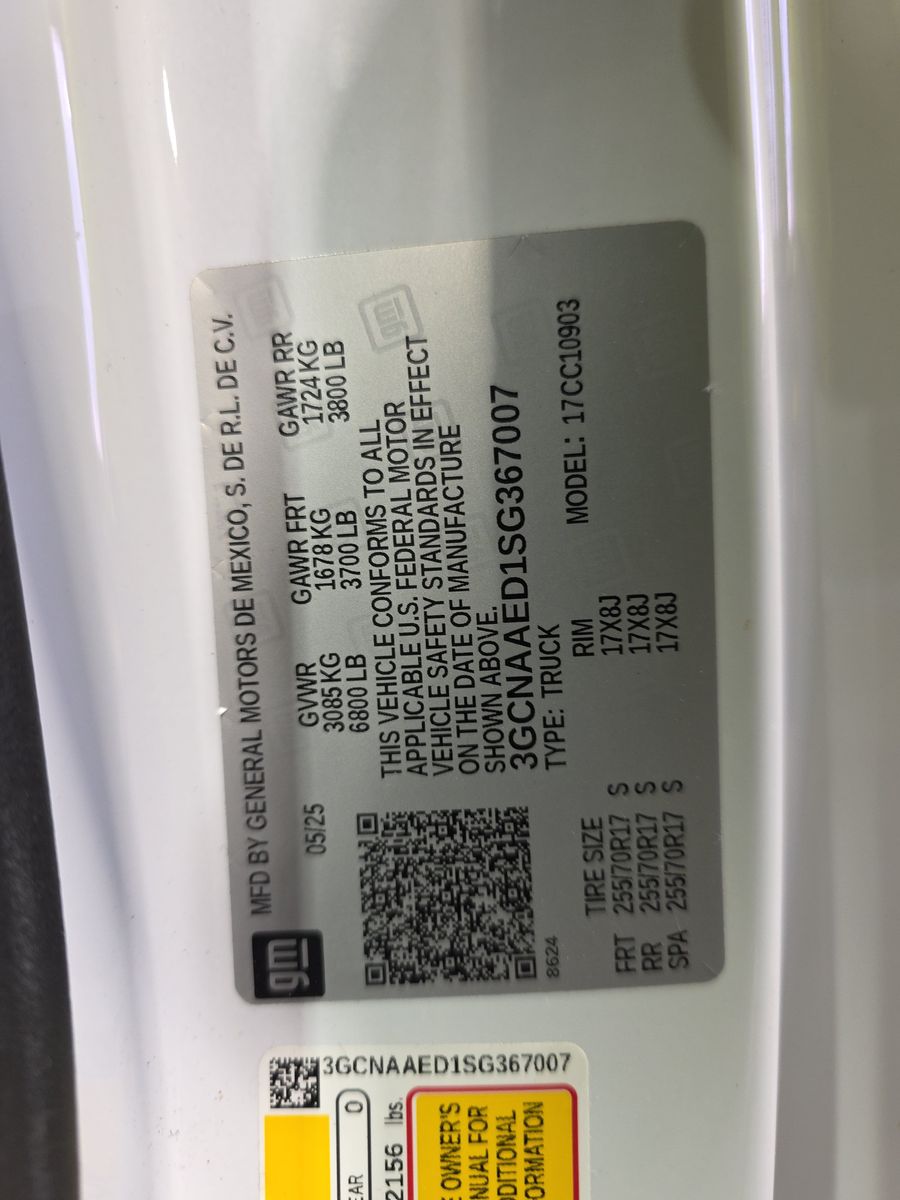 gm
MFD BY GENERAL MOTORS DE MEXICO, S. DE R.L. DE C.V.
05/25 GVWR GAWR FRT GAWR RR
3085 KG 1678 KG 1724 KG
6800 LB 3700 LB 3800 LB
THIS VEHICLE CONFORMS TO ALL
APPLICABLE U.S. FEDERAL MOTOR
VEHICLE SAFETY STANDARDS IN EFFECT
ON THE DATE OF MANUFACTURE
SHOWN ABOVE.
3GCNAAED1SG367007
8624 TYPE: TRUCK MODEL: 17CC10903
TIRE SIZE RIM
FRT 255/70R17 S 17X8J
RR 255/70R17 S 17X8J
SPA 255/70R17 S 17X8J
gm
3GCNAAED1SG367007
EAR 0
2156 lbs.
OWNER'S
NUAL FOR
DDITIONAL
ORMATION